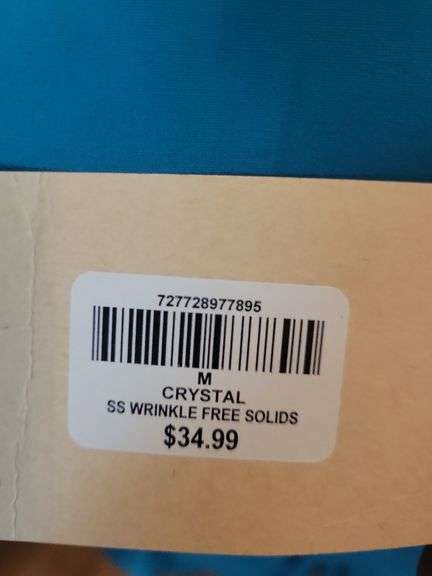 727728977895
M
CRYSTAL
SS WRINKLE FREE SOLIDS
$34.99